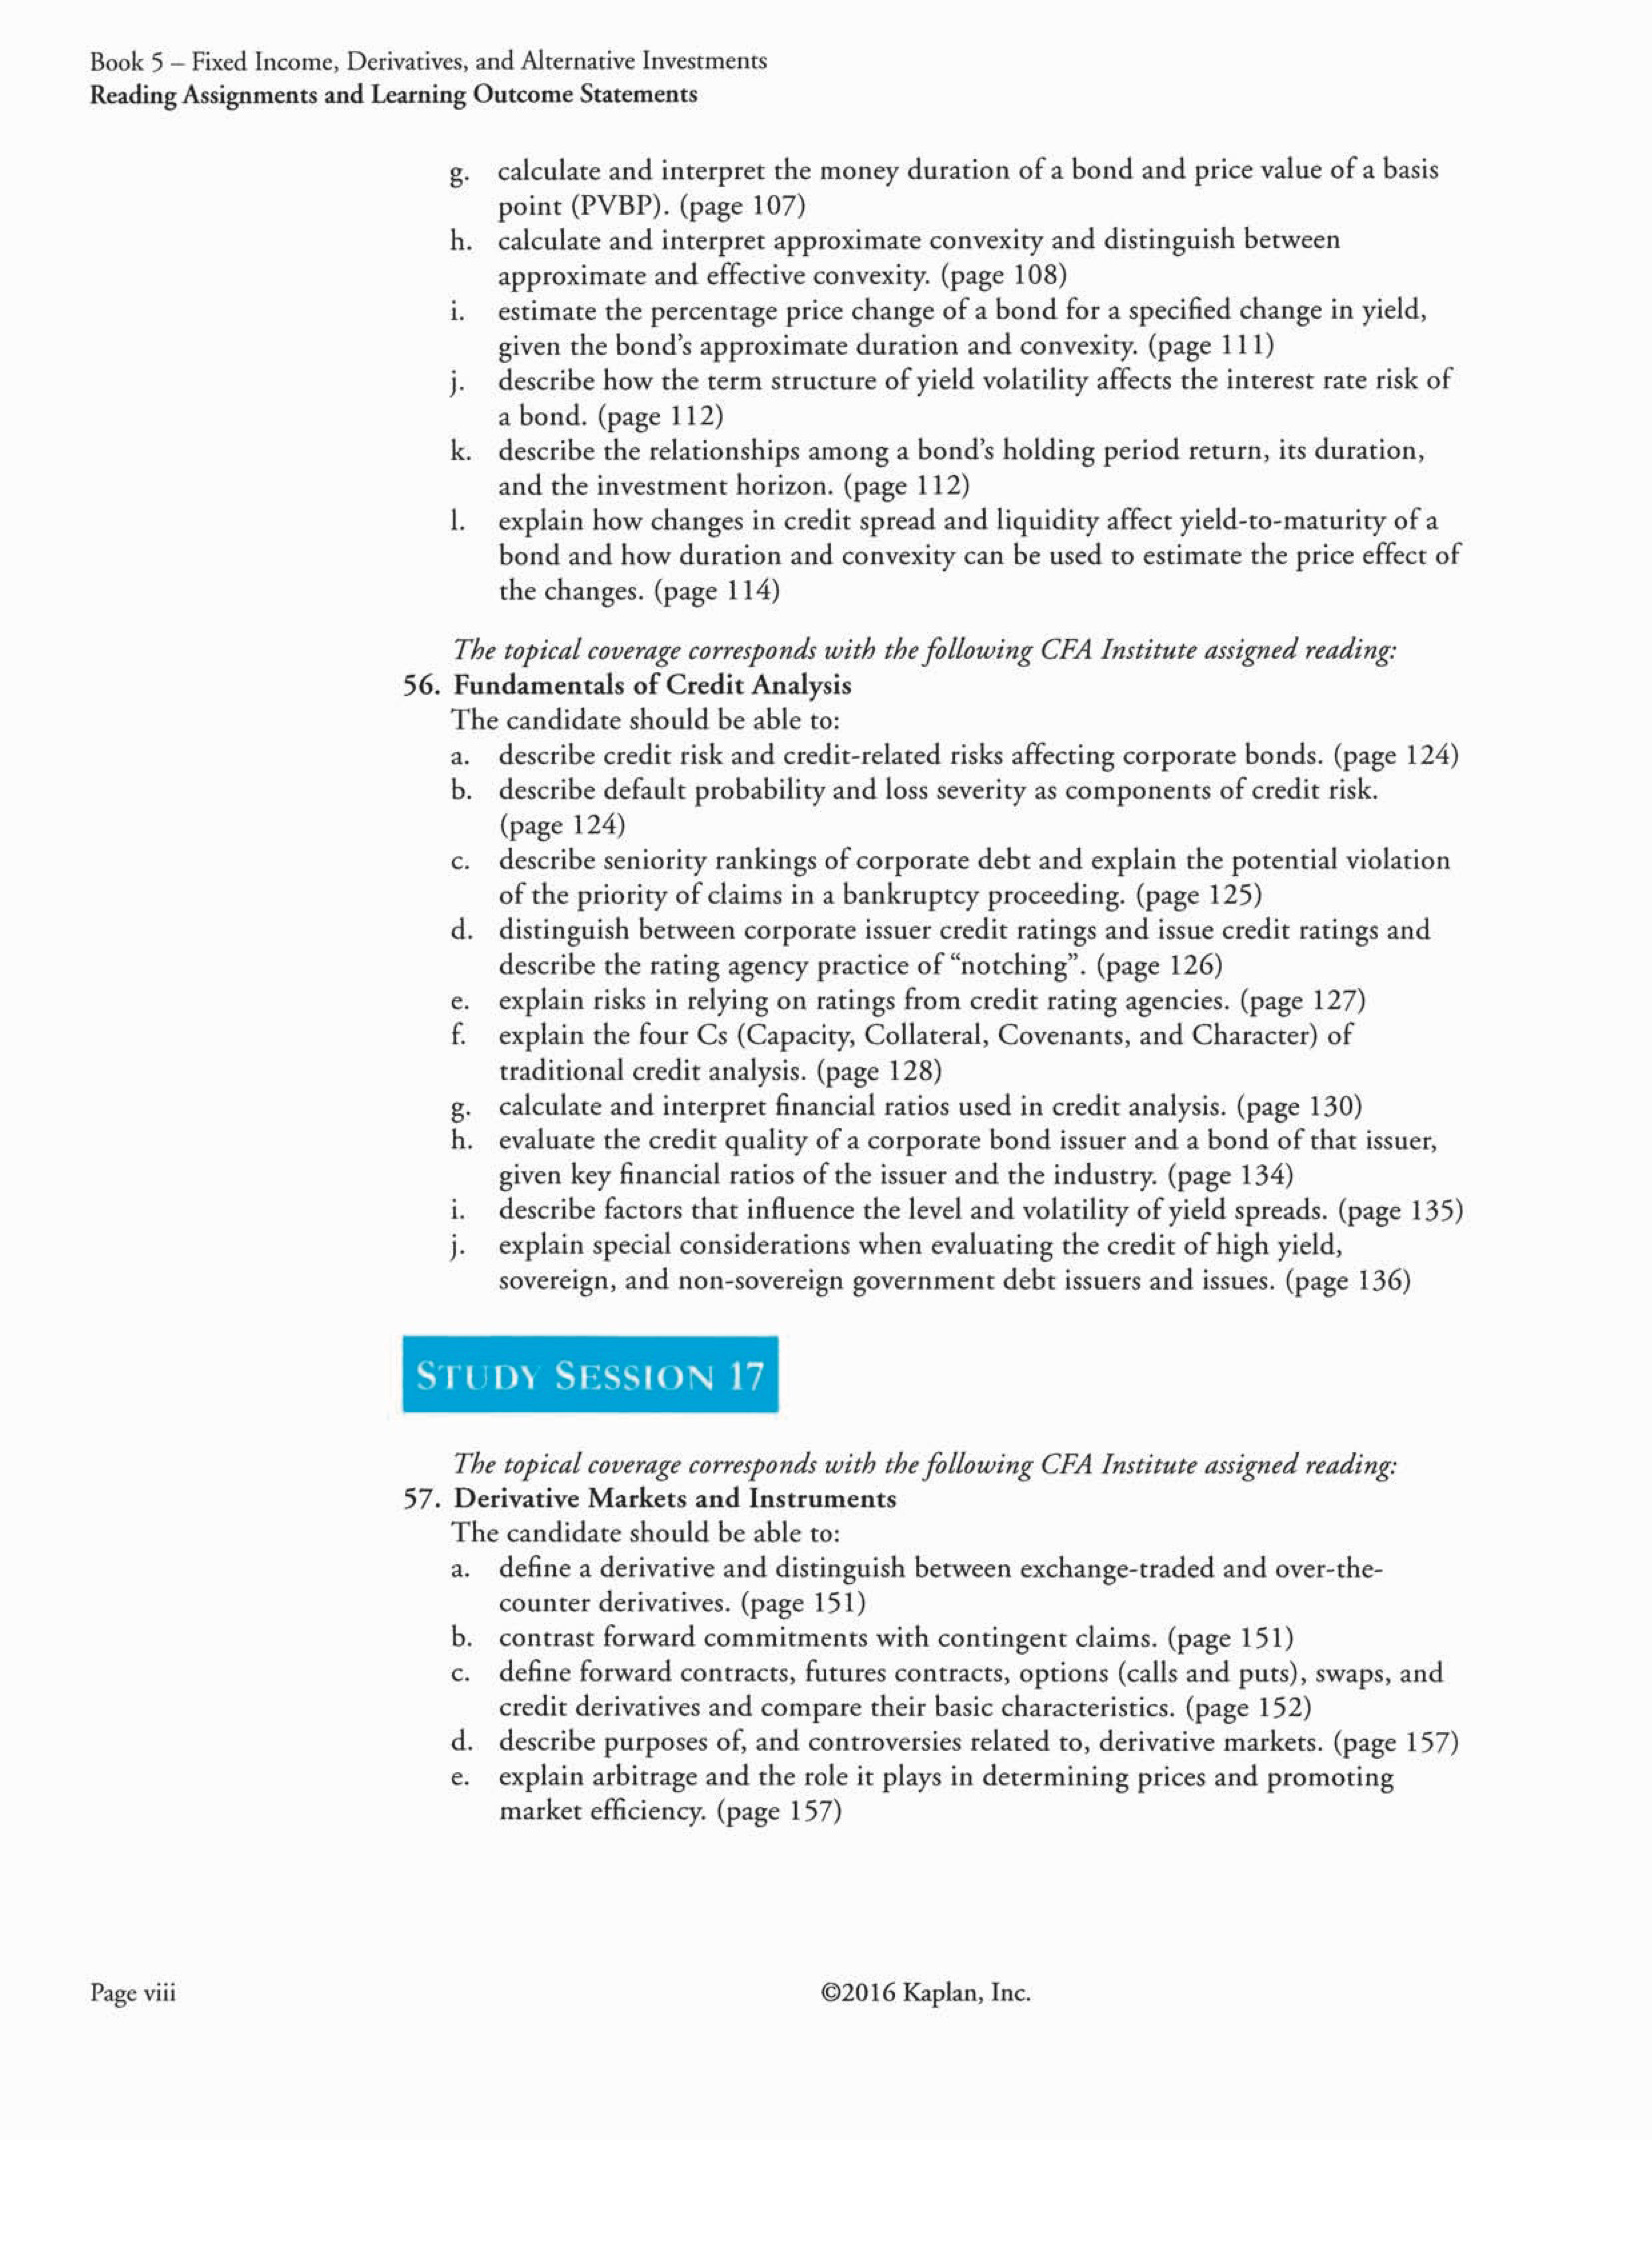 Book 5 – Fixed Income, Derivatives, and Alternative Investments
Reading Assignments and Learning Outcome Statements
g. calculate and interpret the money duration of a bond and price value of a basis
point (PVBP). (page 107)
h. calculate and interpret approximate convexity and distinguish between
approximate and effective convexity. (page 108)
i. estimate the percentage price change of a bond for a specified change in yield,
given the bond's approximate duration and convexity. (page 111)
j. describe how the term structure of yield volatility affects the interest rate risk of
a bond. (page 112)
k. describe the relationships among a bond's holding period return, its duration,
and the investment horizon. (page 112)
l. explain how changes in credit spread and liquidity affect yield-to-maturity of a
bond and how duration and convexity can be used to estimate the price effect of
the changes. (page 114)
The topical coverage corresponds with the following CFA Institute assigned reading:
56. Fundamentals of Credit Analysis
The candidate should be able to:
a. describe credit risk and credit-related risks affecting corporate bonds. (page 124)
b. describe default probability and loss severity as components of credit risk.
(page 124)
c. describe seniority rankings of corporate debt and explain the potential violation
of the priority of claims in a bankruptcy proceeding. (page 125)
d. distinguish between corporate issuer credit ratings and issue credit ratings and
describe the rating agency practice of “notching”. (page 126)
e. explain risks in relying on ratings from credit rating agencies. (page 127)
f. explain the four Cs (Capacity, Collateral, Covenants, and Character) of
traditional credit analysis. (page 128)
g. calculate and interpret financial ratios used in credit analysis. (page 130)
h. evaluate the credit quality of a corporate bond issuer and a bond of that issuer,
given key financial ratios of the issuer and the industry. (page 134)
i. describe factors that influence the level and volatility of yield spreads. (page 135)
j. explain special considerations when evaluating the credit of high yield,
sovereign, and non-sovereign government debt issuers and issues. (page 136)
STUDY SESSION 17
The topical coverage corresponds with the following CFA Institute assigned reading:
57. Derivative Markets and Instruments
The candidate should be able to:
a. define a derivative and distinguish between exchange-traded and over-the-
counter derivatives. (page 151)
b. contrast forward commitments with contingent claims. (page 151)
c. define forward contracts, futures contracts, options (calls and puts), swaps, and
credit derivatives and compare their basic characteristics. (page 152)
d. describe purposes of, and controversies related to, derivative markets. (page 157)
e. explain arbitrage and the role it plays in determining prices and promoting
market efficiency. (page 157)
Page viii
©2016 Kaplan, Inc.